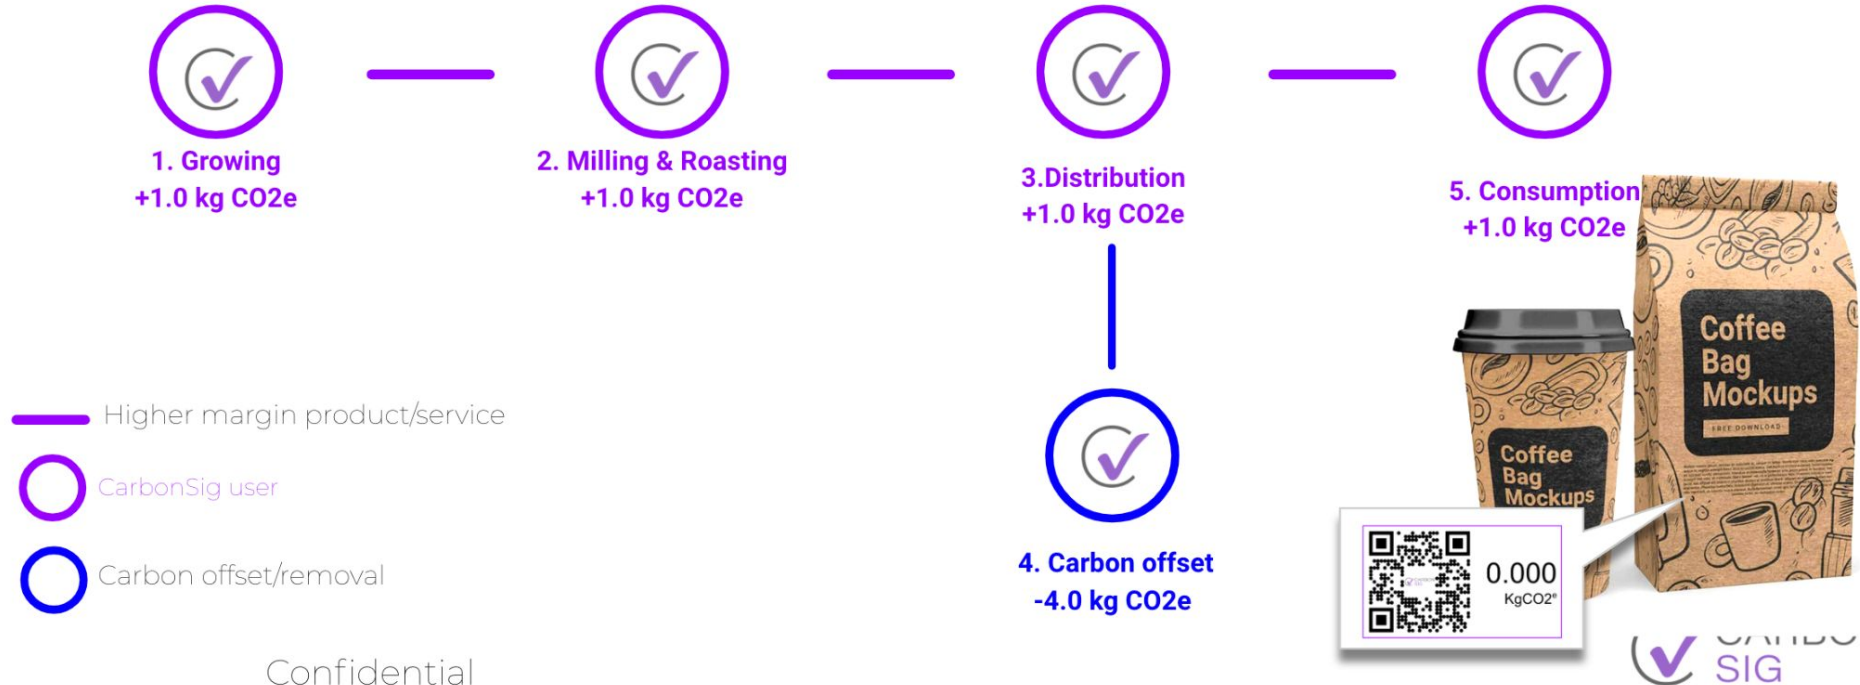 1. Growing
+1.0 kg CO2e
2. Milling & Roasting
+1.0 kg CO2e
3.Distribution
+1.0 kg CO2e
5. Consumption
+1.0 kg CO2e
Higher margin product/service
CarbonSig user
Carbon offset/removal
4. Carbon offset
-4.0 kg CO2e
Coffee
Bag
Mockups
FREE DOWNLOAD
Coffee
Bag
Mockups
0.000
KgCO2e
Confidential
SIG